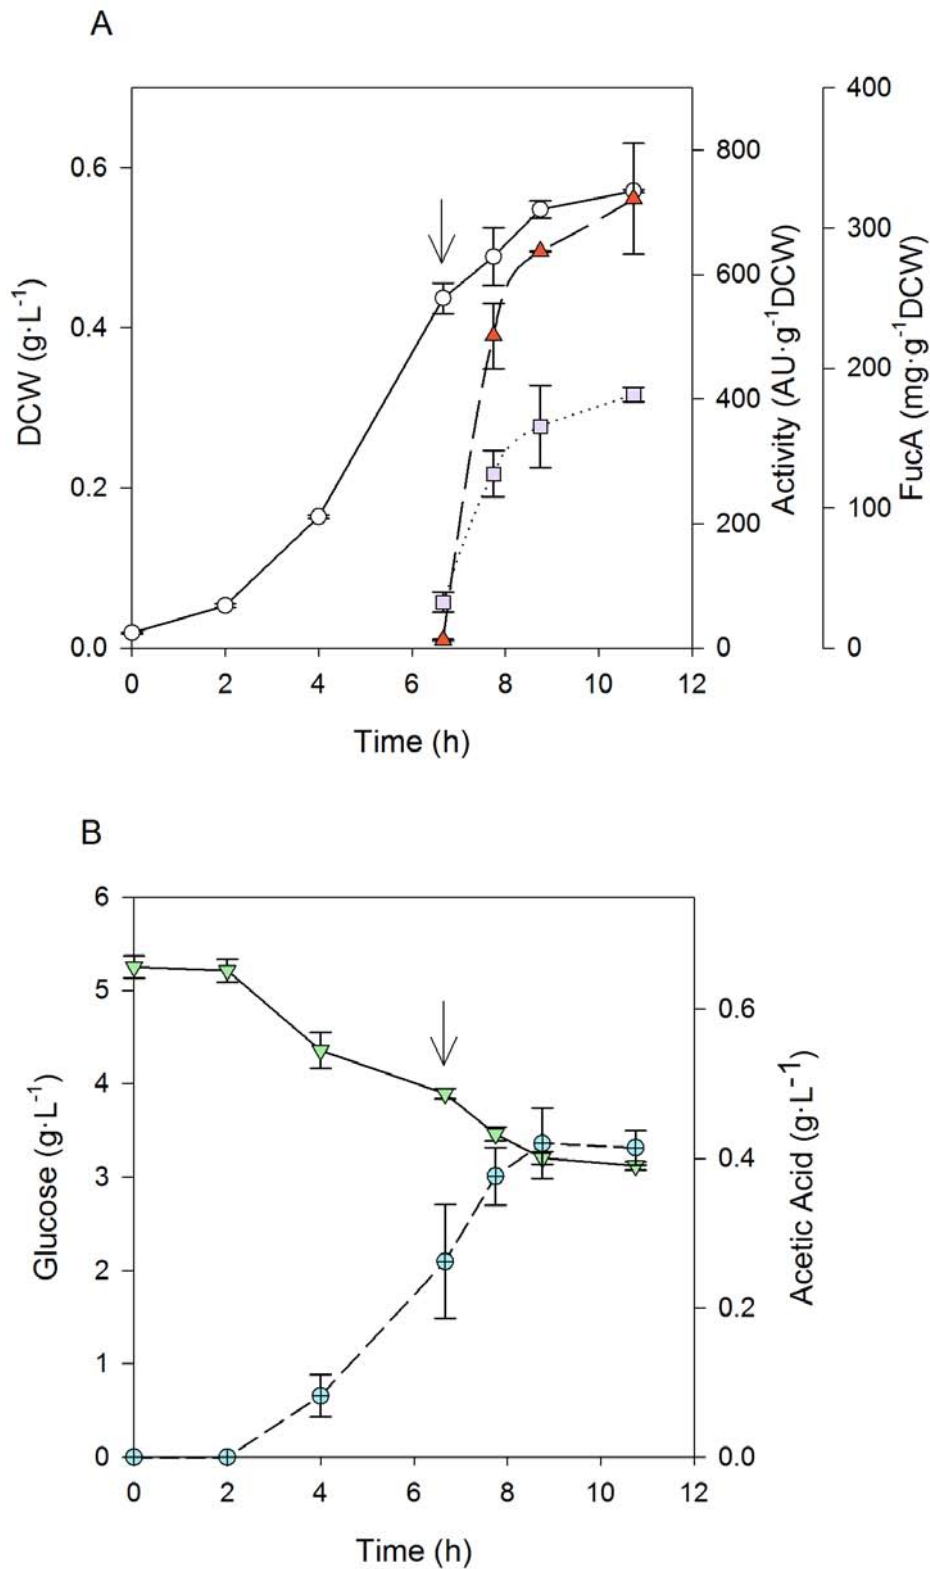 A
DCW (g·L⁻¹)
0.6
0.4
0.2
0.0
800
600
400
200
0
Activity (AU·g⁻¹DCW)
400
300
200
100
0
FucA (mg·g⁻¹DCW)
0 2 4 6 8 10 12
Time (h)
B
Glucose (g·L⁻¹)
6
5
4
3
2
1
0
0.6
0.4
0.2
0.0
Acetic Acid (g·L⁻¹)
0 2 4 6 8 10 12
Time (h)